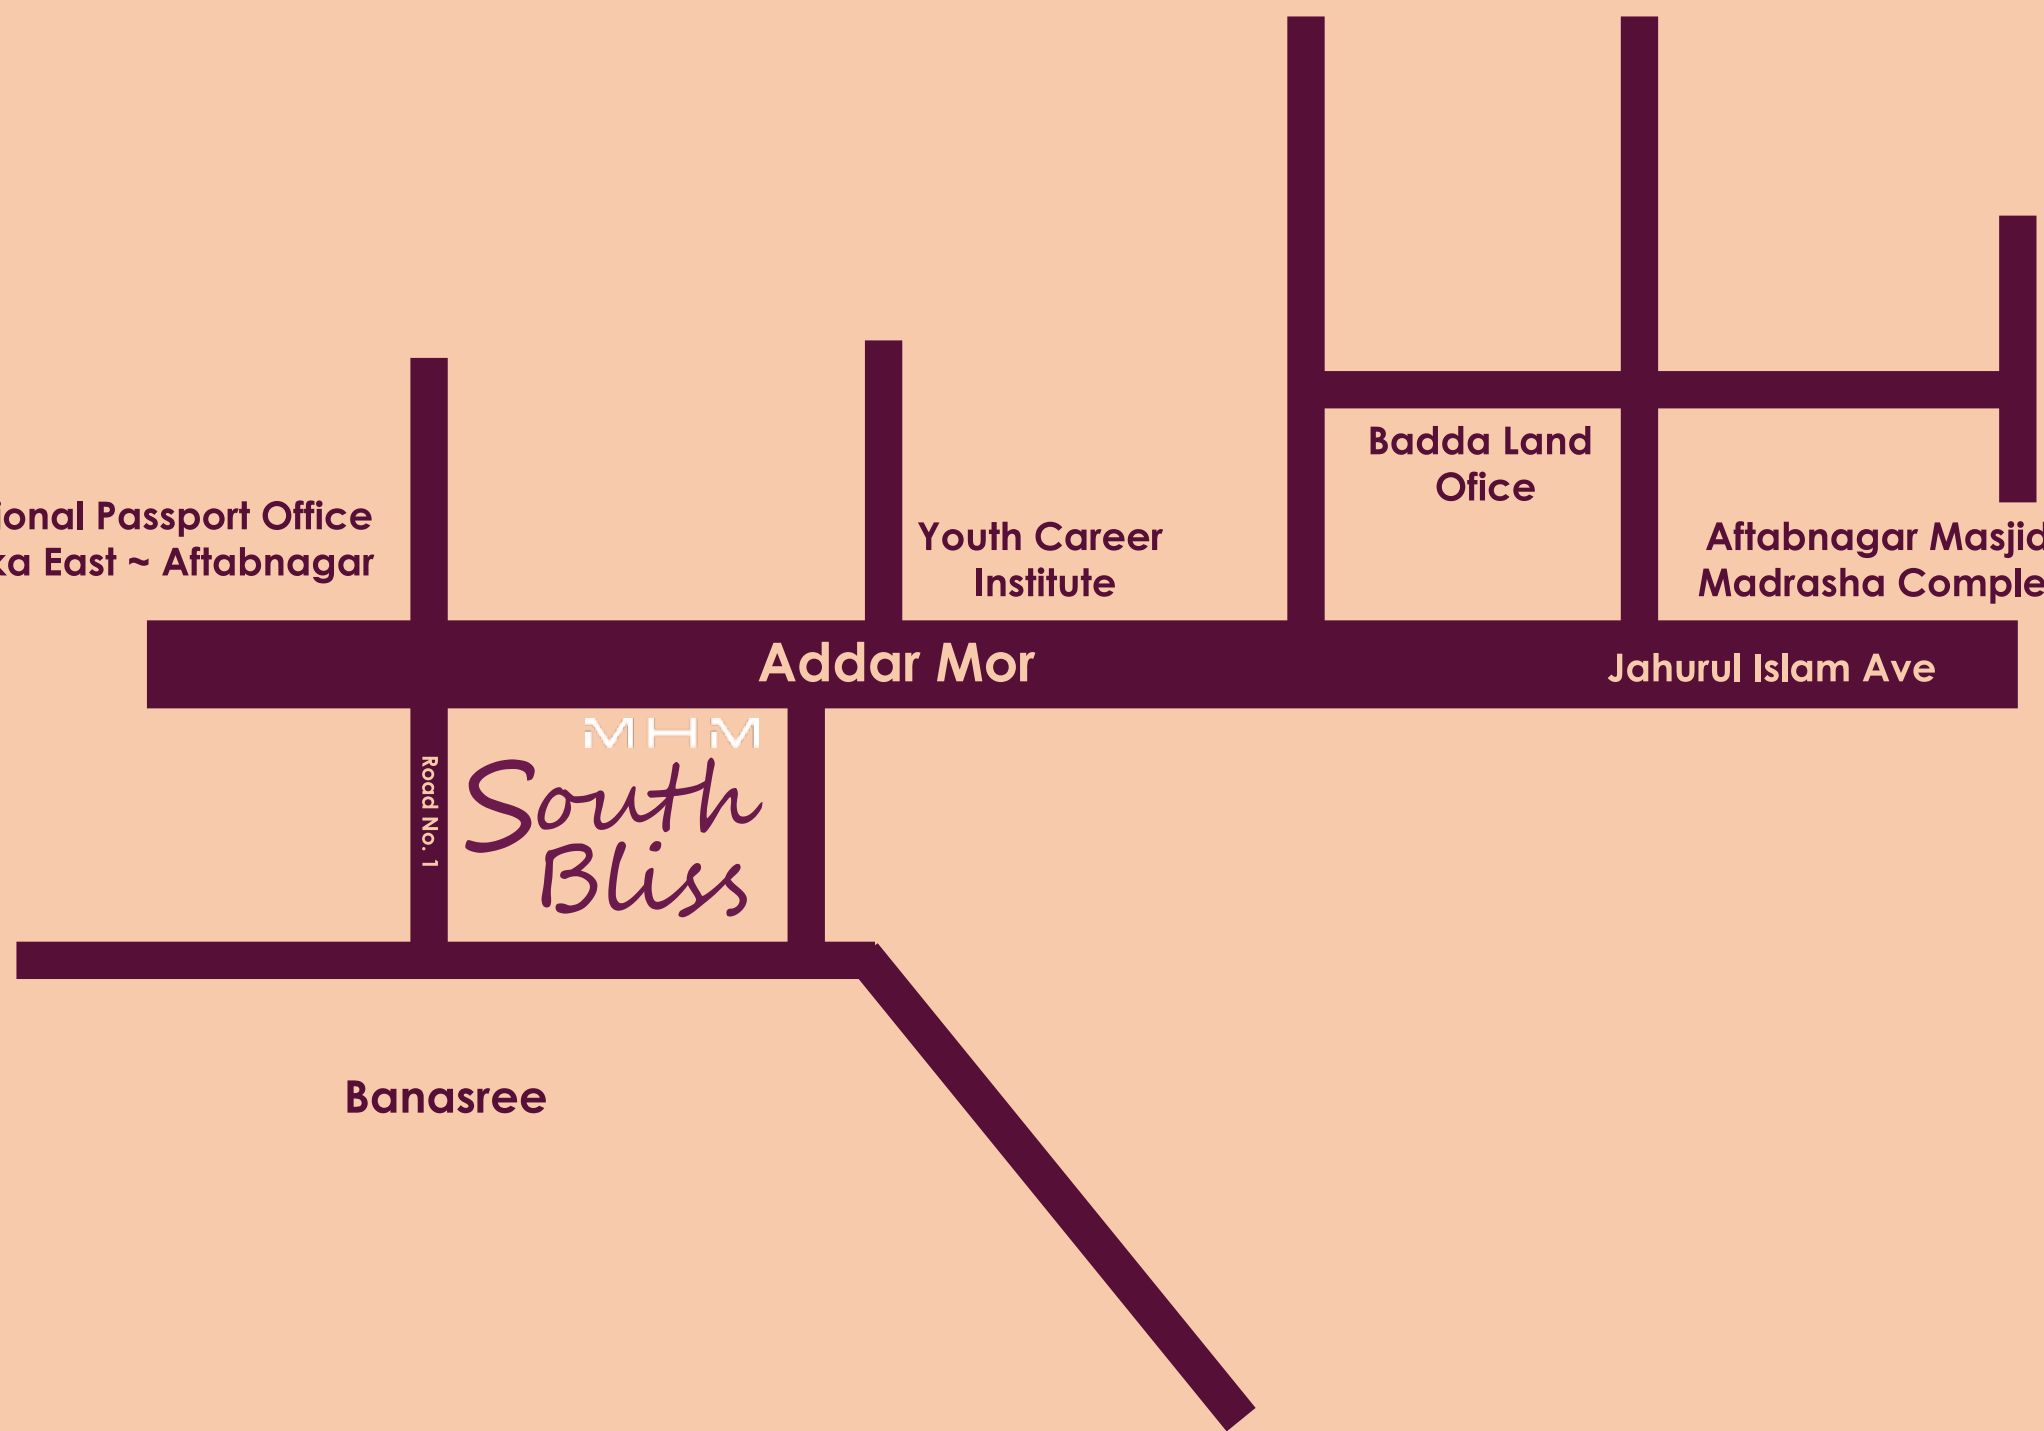 Badda Land
Ofice
ional Passport Office
ka East ~ Aftabnagar
Youth Career
Institute
Aftabnagar Masjid
Madrasha Comple
Addar Mor
Jahurul Islam Ave
MHM
South
Bliss
Road No. 1
Banasree